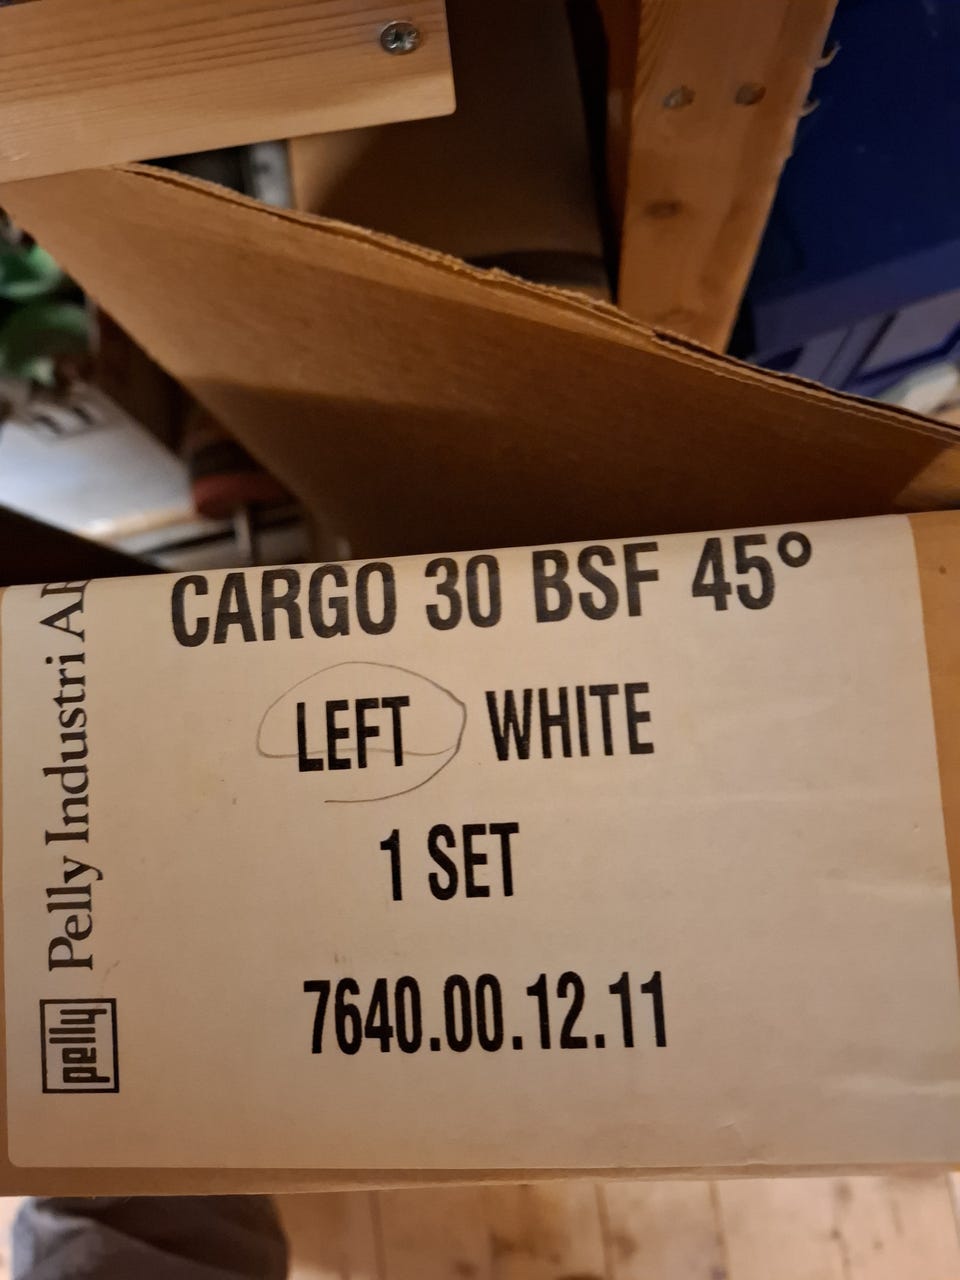 CARGO 30 BSF 45°
LEFT WHITE
1 SET
7640.00.12.11
pelly Pelly Industri AB